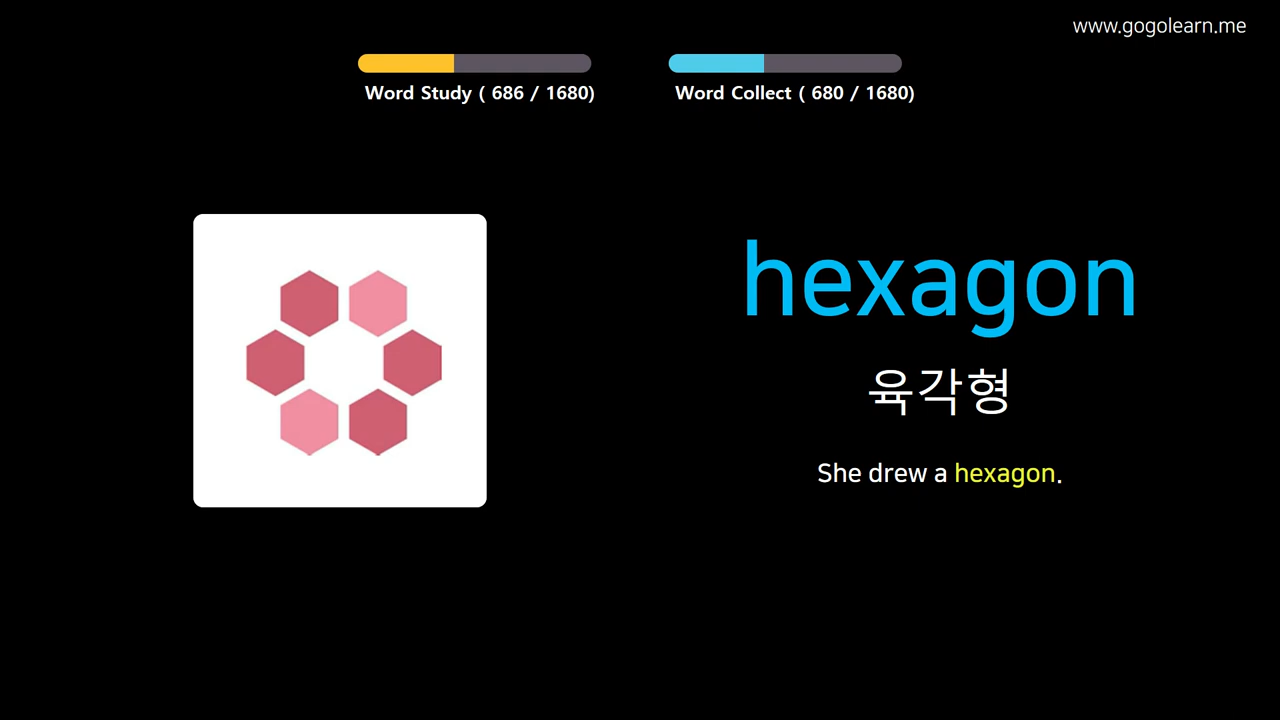 www.gogolearn.me
Word Study ( 686 / 1680)
Word Collect ( 680 / 1680)
hexagon
육각형
She drew a hexagon.